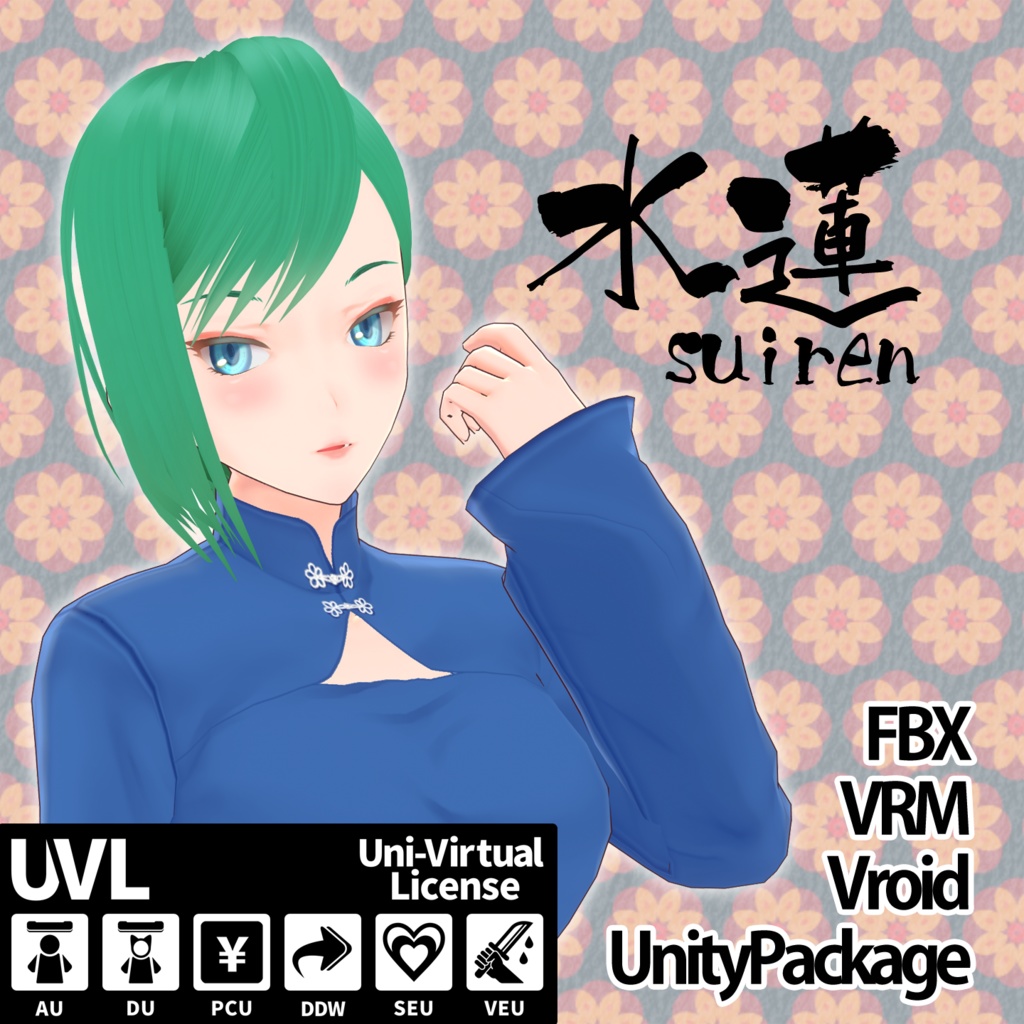 水蓮
suiren
FBX
VRM
Vroid
UnityPackage
UVL
Uni-Virtual
License
¥
AU DU PCU DDW SEU VEU